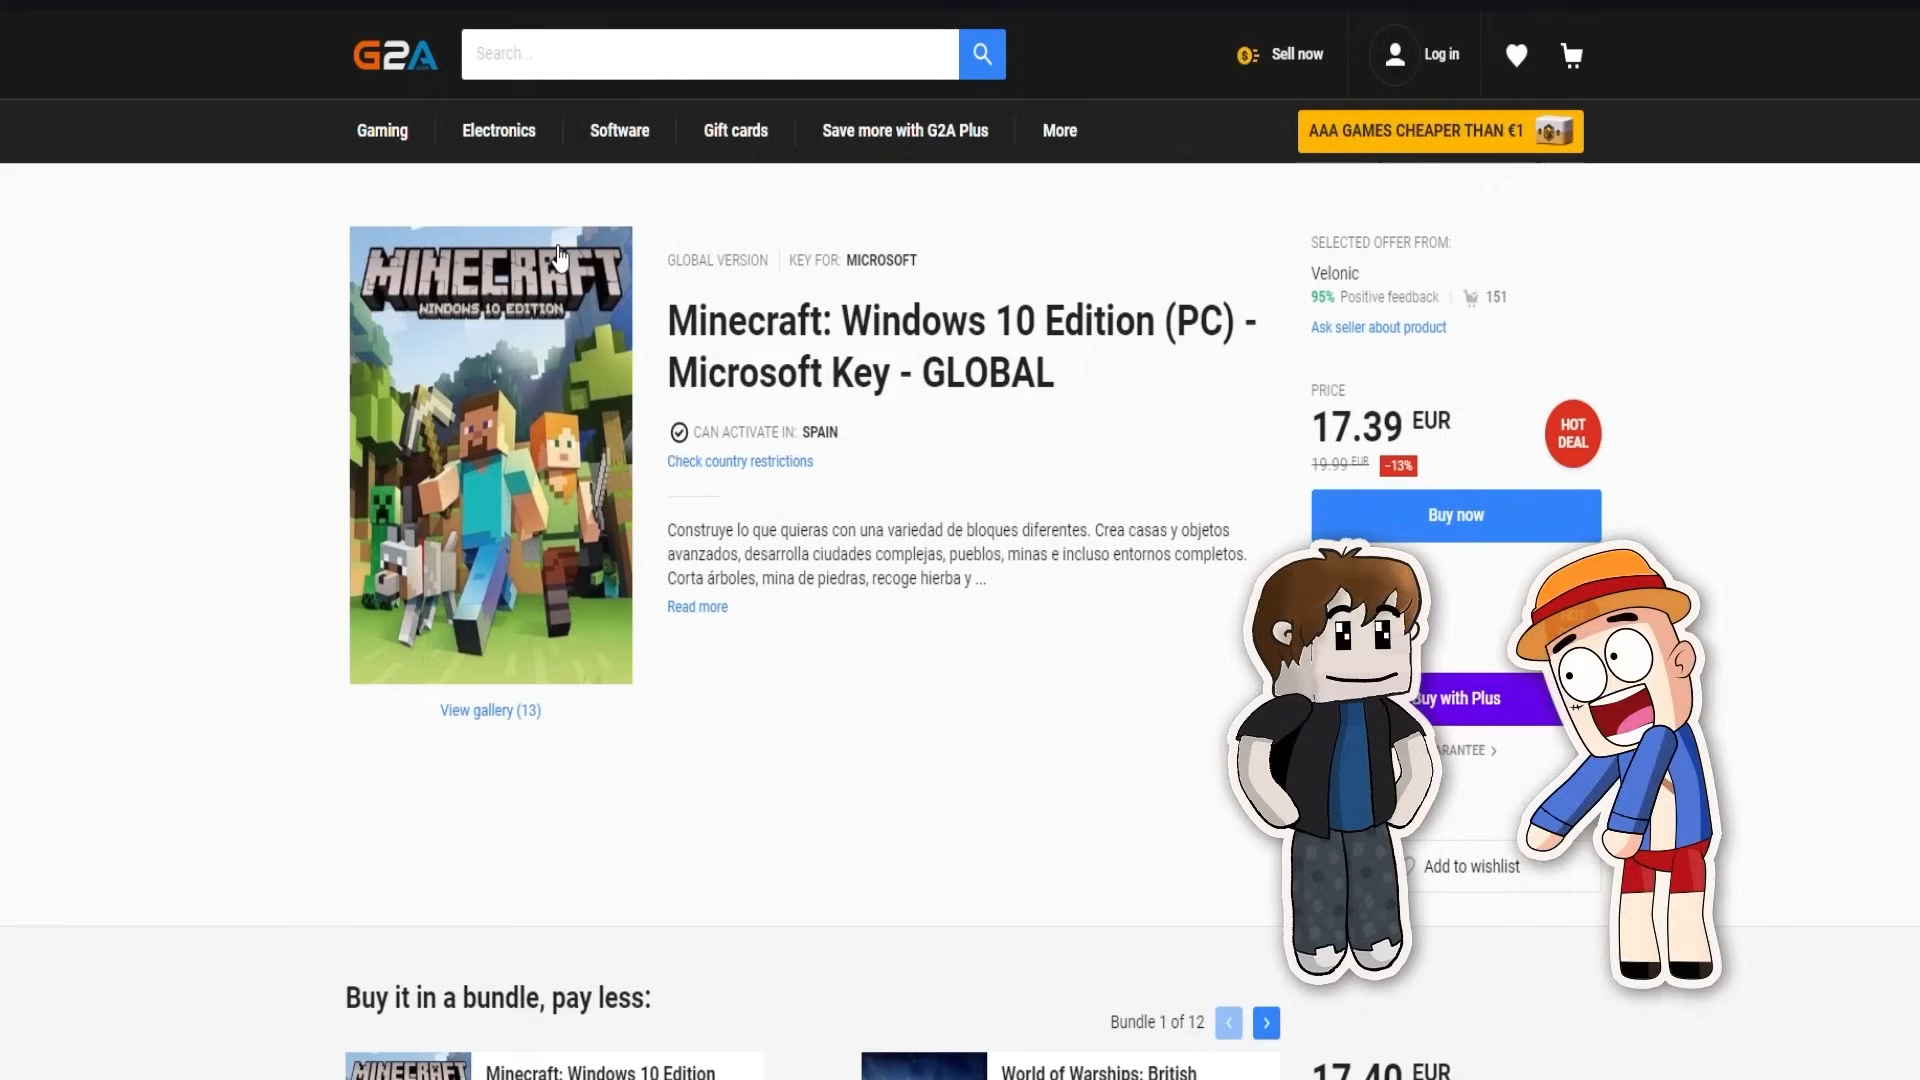 G2A
Search...
Sell now
Log in
Gaming
Electronics
Software
Gift cards
Save more with G2A Plus
More
AAA GAMES CHEAPER THAN €1
MINECRAFT
WINDOWS 10 EDITION
View gallery (13)
GLOBAL VERSION
KEY FOR: MICROSOFT
Minecraft: Windows 10 Edition (PC) -
Microsoft Key - GLOBAL
CAN ACTIVATE IN: SPAIN
Check country restrictions
Construye lo que quieras con una variedad de bloques diferentes. Crea casas y objetos
avanzados, desarrolla ciudades complejas, pueblos, minas e incluso entornos completos.
Corta árboles, mina de piedras, recoge hierba y ...
Read more
SELECTED OFFER FROM:
Velonic
95% Positive feedback
151
Ask seller about product
PRICE
17.39 EUR
19.99 EUR
-13%
HOT
DEAL
Buy now
HOT
Buy with Plus
Add to wishlist
Buy it in a bundle, pay less:
Bundle 1 of 12
MINECRAFT
Minecraft: Windows 10 Edition
World of Warships: British
17.40 EUR